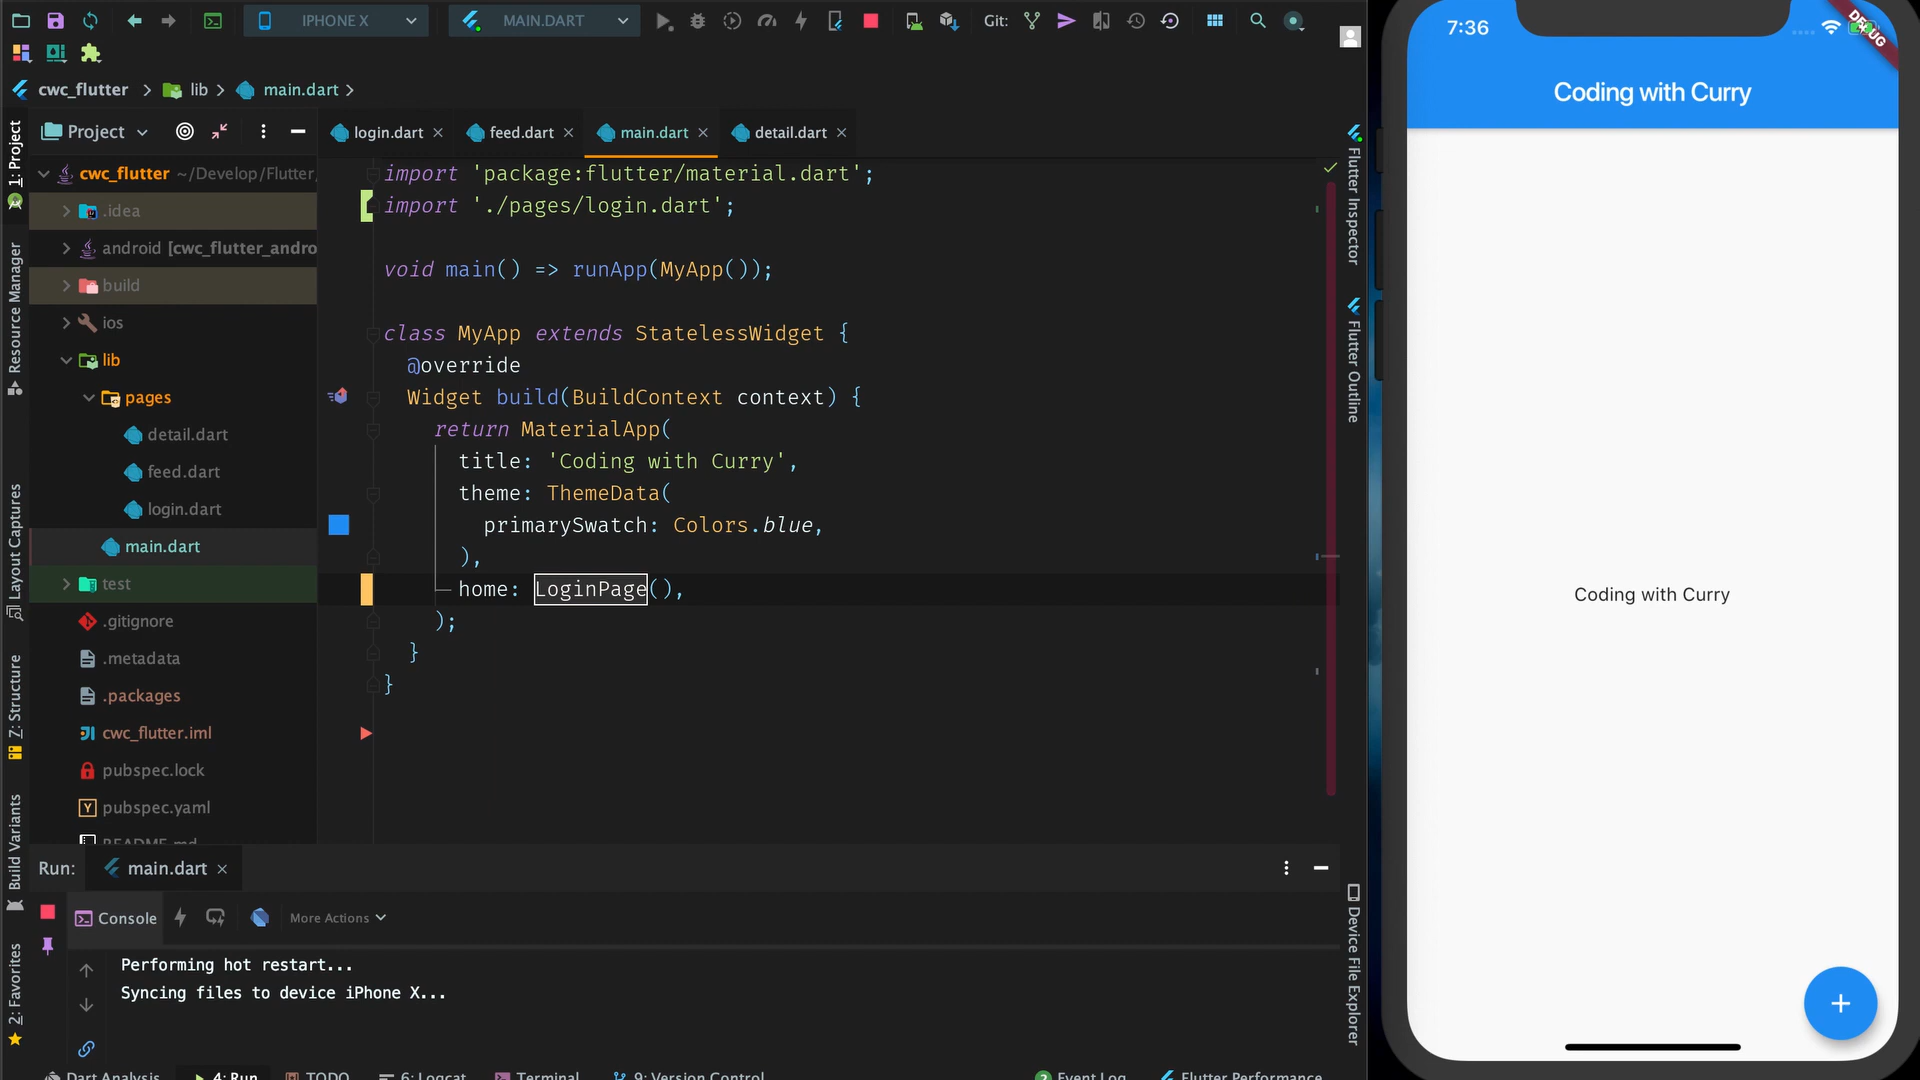 IPHONE X
MAIN.DART
Git:
cwc_flutter
lib
main.dart
Project
login.dart
feed.dart
main.dart
detail.dart
1: Project
Resource Manager
Layout Captures
Z: Structure
Build Variants
2: Favorites
cwc_flutter ~/Develop/Flutter
.idea
android [cwc_flutter_andro
build
ios
lib
pages
detail.dart
feed.dart
login.dart
main.dart
test
.gitignore
.metadata
.packages
cwc_flutter.iml
pubspec.lock
pubspec.yaml
README.md
import 'package:flutter/material.dart';
import './pages/login.dart';
void main() => runApp(MyApp());
class MyApp extends StatelessWidget {
@override
Widget build(BuildContext context) {
return MaterialApp(
title: 'Coding with Curry',
theme: ThemeData(
primarySwatch: Colors.blue,
),
home: LoginPage(),
);
}
}
Flutter Inspector
Flutter Outline
Device File Explorer
Run:
main.dart
Console
More Actions
Performing hot restart...
Syncing files to device iPhone X...
Dart Analysis
4: Run
TODO
6: Logcat
Terminal
9: Version Control
Event Log
Flutter Performance
7:36
DEBUG
Coding with Curry
Coding with Curry